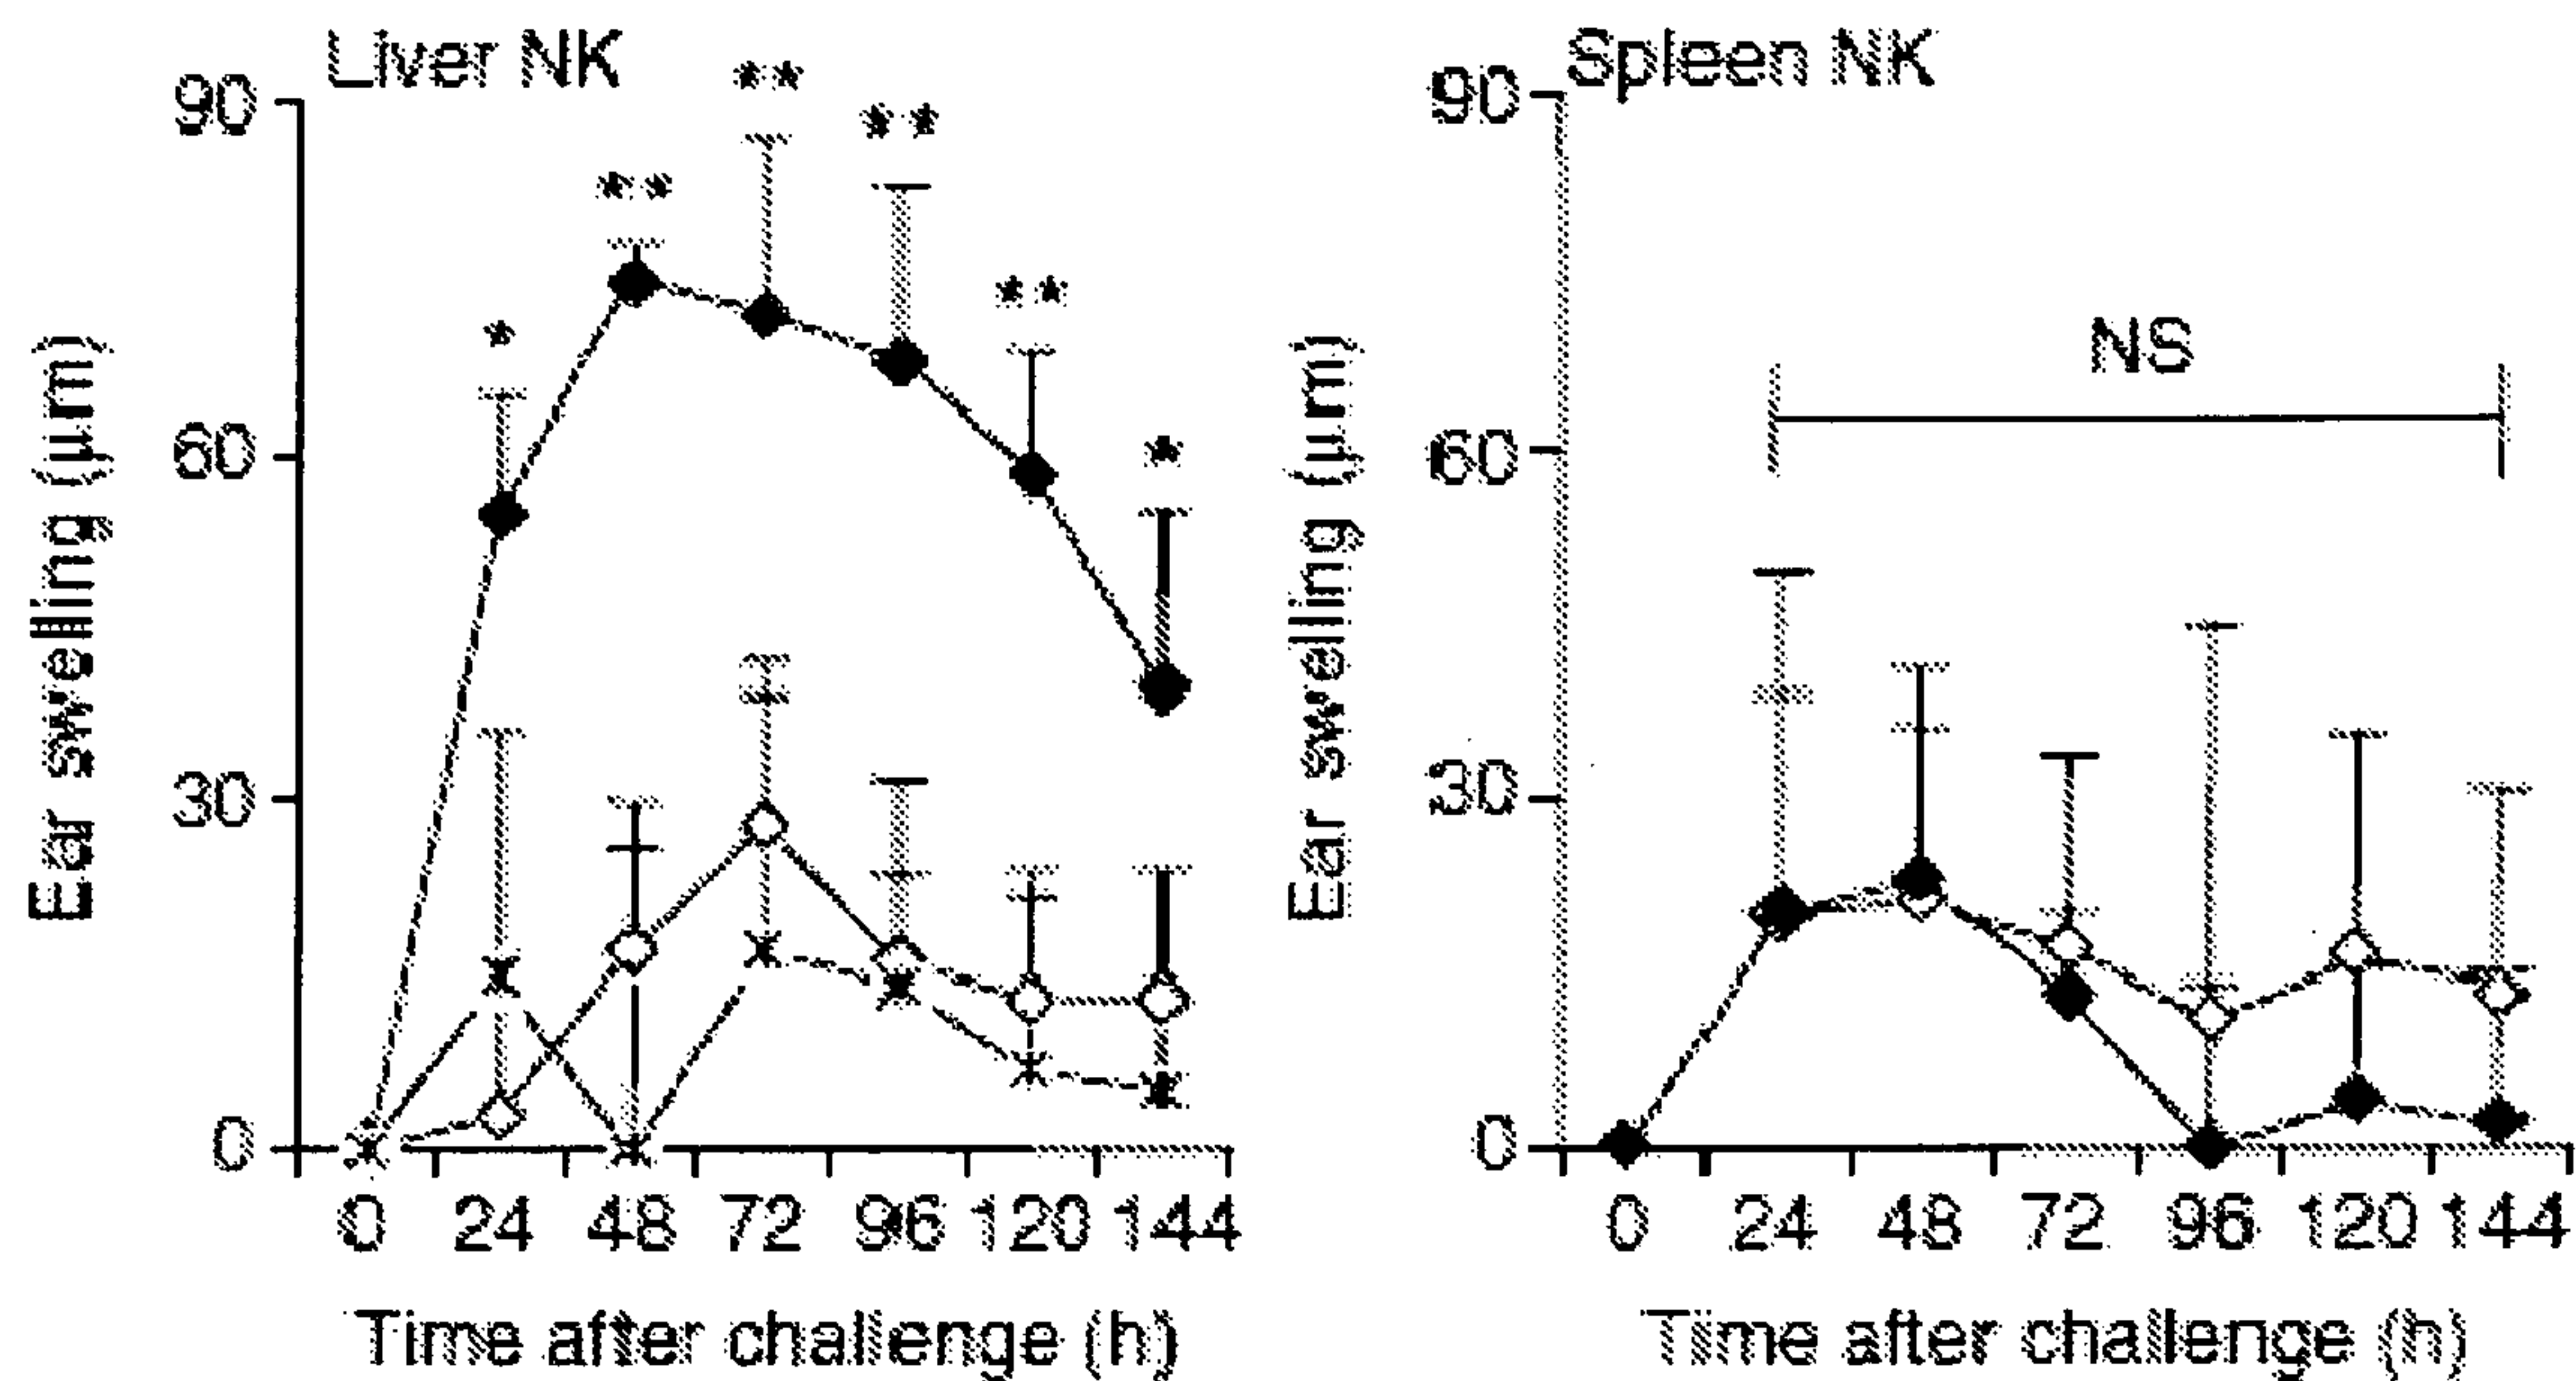 Liver NK
Ear swelling (μm)
90
60
30
0
*
**
**
**
**
*
0 24 48 72 96 120 144
Time after challenge (h)
Spleen NK
Ear swelling (μm)
90
60
30
0
NS
0 24 48 72 96 120 144
Time after challenge (h)